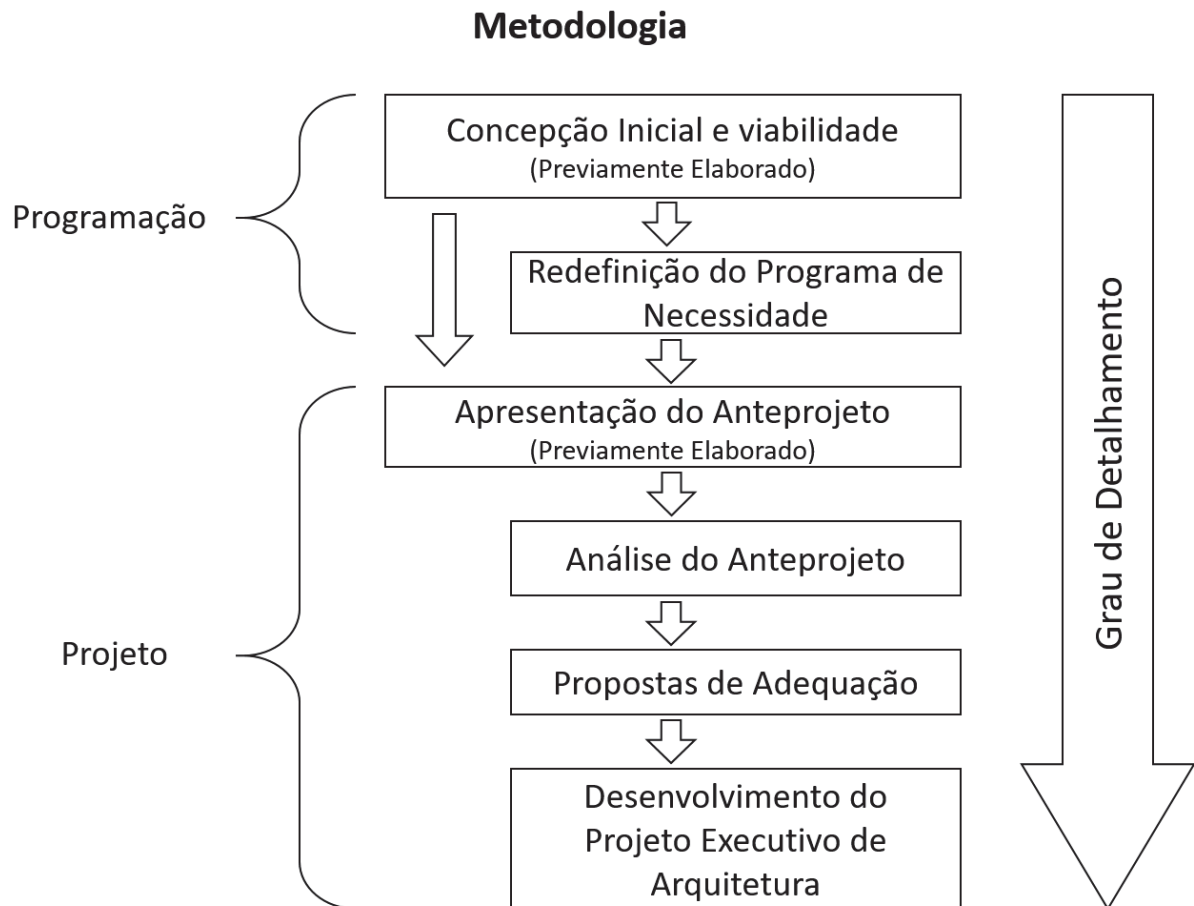 Metodologia
Concepção Inicial e viabilidade
(Previamente Elaborado)
Programação
Redefinição do Programa de
Necessidade
Apresentação do Anteprojeto
(Previamente Elaborado)
Análise do Anteprojeto
Projeto
Propostas de Adequação
Desenvolvimento do
Projeto Executivo de
Arquitetura
Grau de Detalhamento